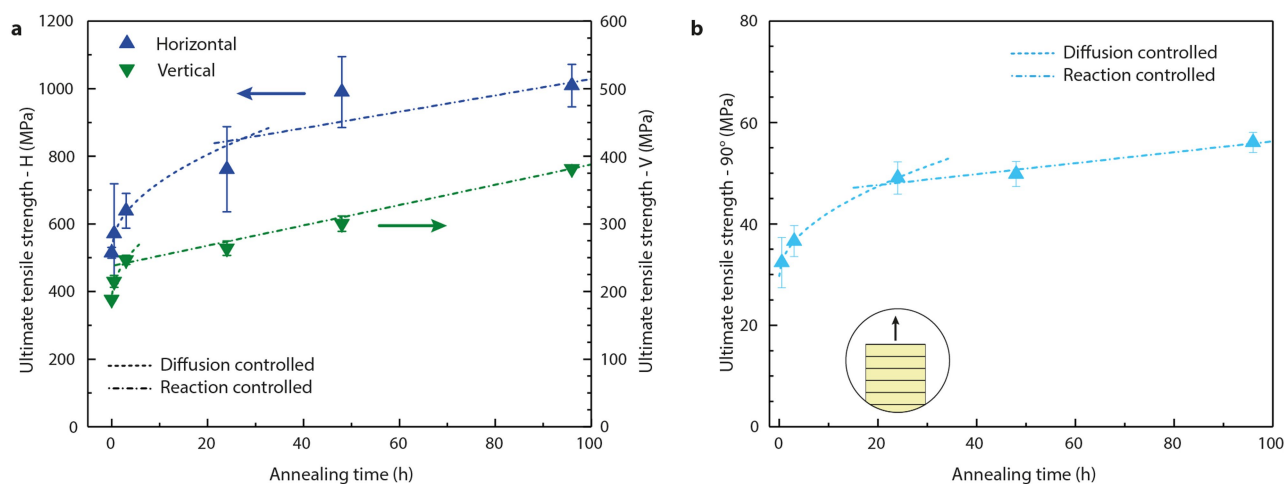 a
1200
1000
800
600
400
200
0
Ultimate tensile strength - H (MPa)
Horizontal
Vertical
Diffusion controlled
Reaction controlled
600
500
400
300
200
100
0
Ultimate tensile strength - V (MPa)
0 20 40 60 80 100
Annealing time (h)
b
80
60
40
20
0
Ultimate tensile strength - 90° (MPa)
Diffusion controlled
Reaction controlled
0 20 40 60 80 100
Annealing time (h)